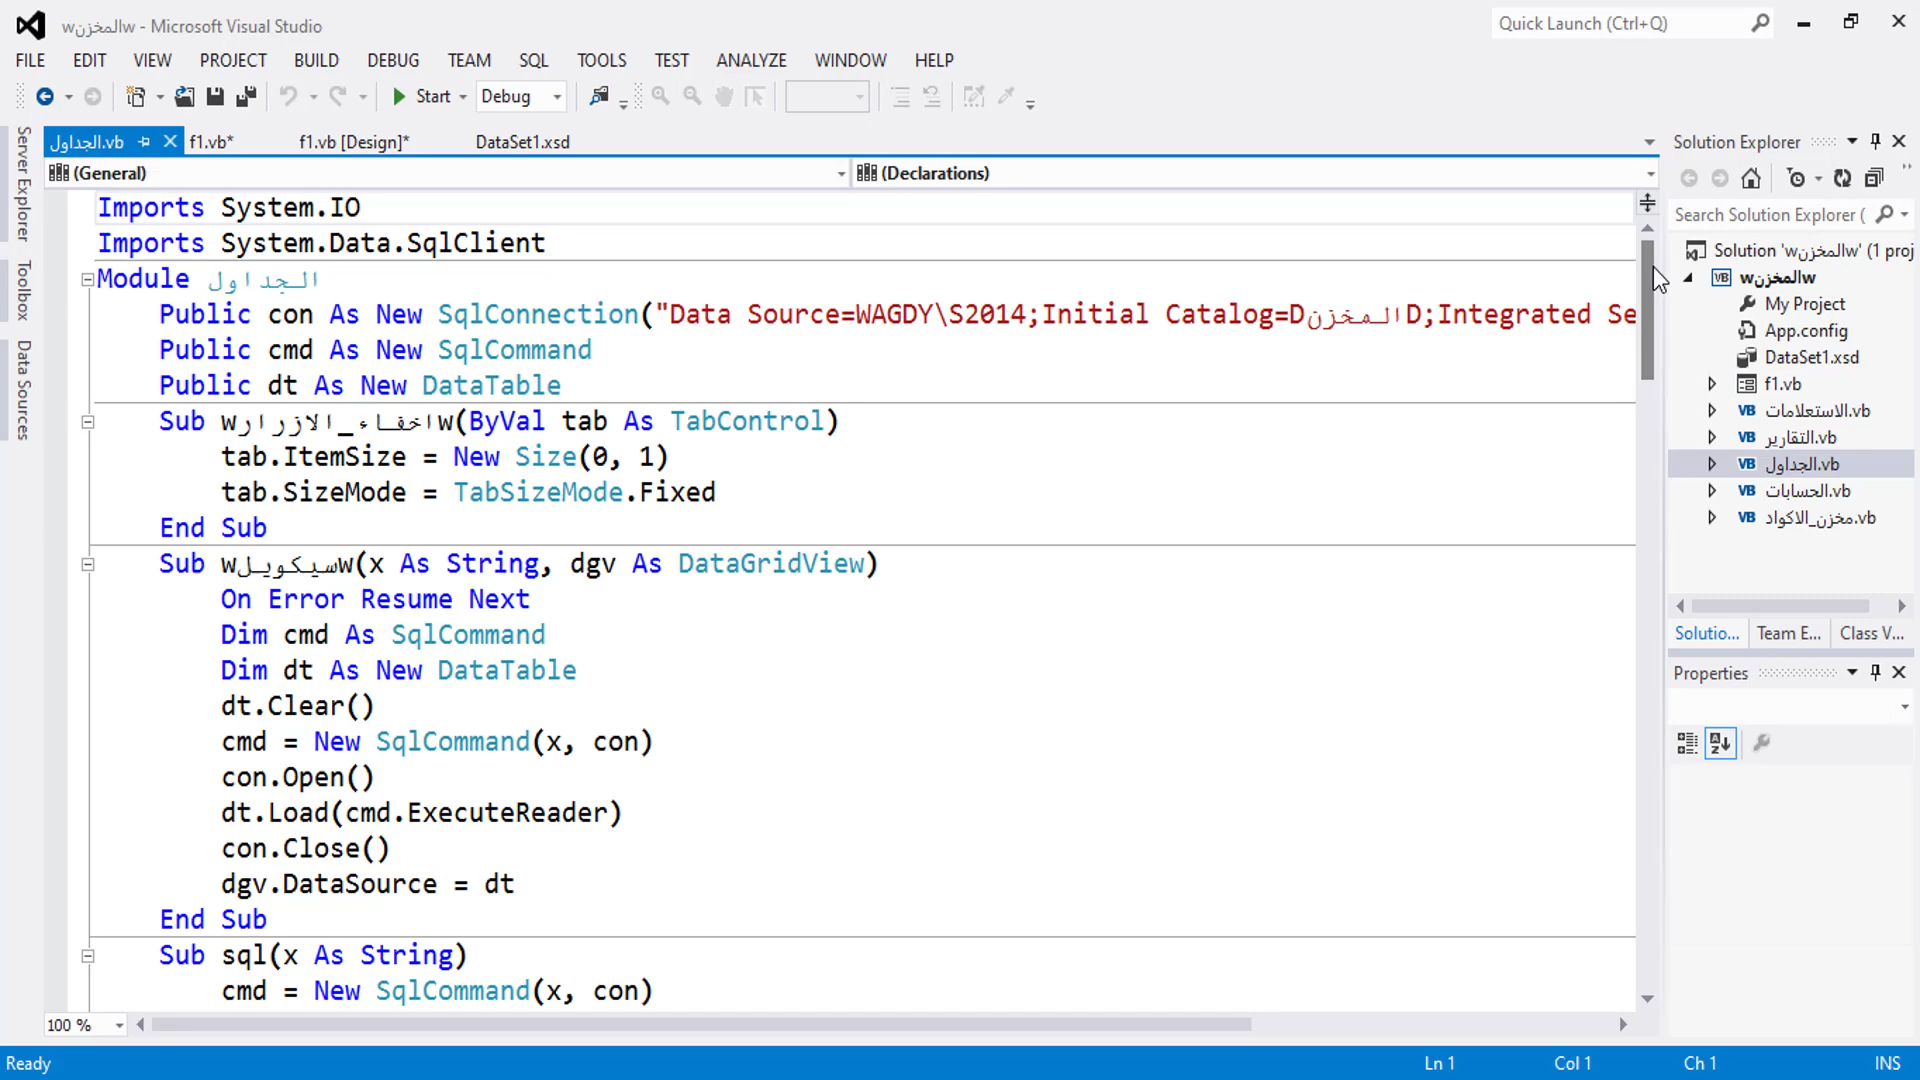 wالمخزنw - Microsoft Visual Studio
Quick Launch (Ctrl+Q)
FILE EDIT VIEW PROJECT BUILD DEBUG TEAM SQL TOOLS TEST ANALYZE WINDOW HELP
Start Debug
الجداول.vb f1.vb* f1.vb [Design]* DataSet1.xsd
(General) (Declarations)
Server Explorer
Toolbox
Data Sources
Imports System.IO
Imports System.Data.SqlClient
Module الجداول
Public con As New SqlConnection("Data Source=WAGDY\S2014;Initial Catalog=DالمخزنD;Integrated Se
Public cmd As New SqlCommand
Public dt As New DataTable
Sub wاخفاء_الازرارw(ByVal tab As TabControl)
tab.ItemSize = New Size(0, 1)
tab.SizeMode = TabSizeMode.Fixed
End Sub
Sub wسيكويلw(x As String, dgv As DataGridView)
On Error Resume Next
Dim cmd As SqlCommand
Dim dt As New DataTable
dt.Clear()
cmd = New SqlCommand(x, con)
con.Open()
dt.Load(cmd.ExecuteReader)
con.Close()
dgv.DataSource = dt
End Sub
Sub sql(x As String)
cmd = New SqlCommand(x, con)
100 %
Solution Explorer
Search Solution Explorer (
Solution 'wالمخزنw' (1 proj
wالمخزنw
My Project
App.config
DataSet1.xsd
f1.vb
الاستعلامات.vb
التقارير.vb
الجداول.vb
الحسابات.vb
مخزن_الاكواد.vb
Solutio... Team E... Class V...
Properties
Ready Ln 1 Col 1 Ch 1 INS